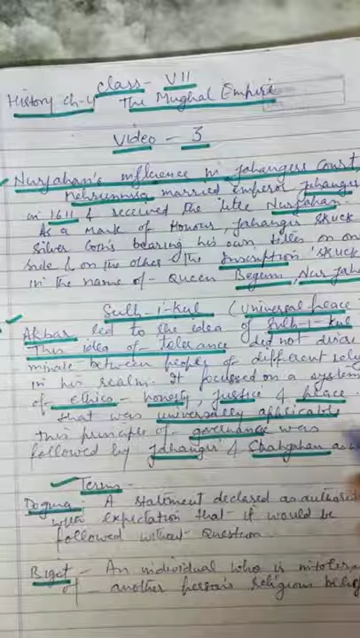 Class - VII
History ch-4 The Mughal Empire
Video - 3
Nurjahan's influence in Jahangir's Court
Mehrunnisa married emperor Jahangir
in 1611 & received the title Nurjahan.
As a mark of Honour, Jahangir struck
Silver coins bearing his own titles on one
side & on the other the Inscription 'struck
in the name of - Queen Begum, Nur Jaha
Sulh-i-kul (Universal peace
Akbar led to the idea of Sulh-i-kul
This idea of - tolerance did not discri
minate between people of different relig
in his realm. It focussed on a system
of - ethics - honesty, justice & peace
that was universally applicable
this principle of - governance was
followed by Jahangir & Shahjahan as we
Terms -
Dogma - A statement declared as authorit
with expectation that - it would be
followed without - question
Bigot - An individual who is intolera
of - another person's religious belief